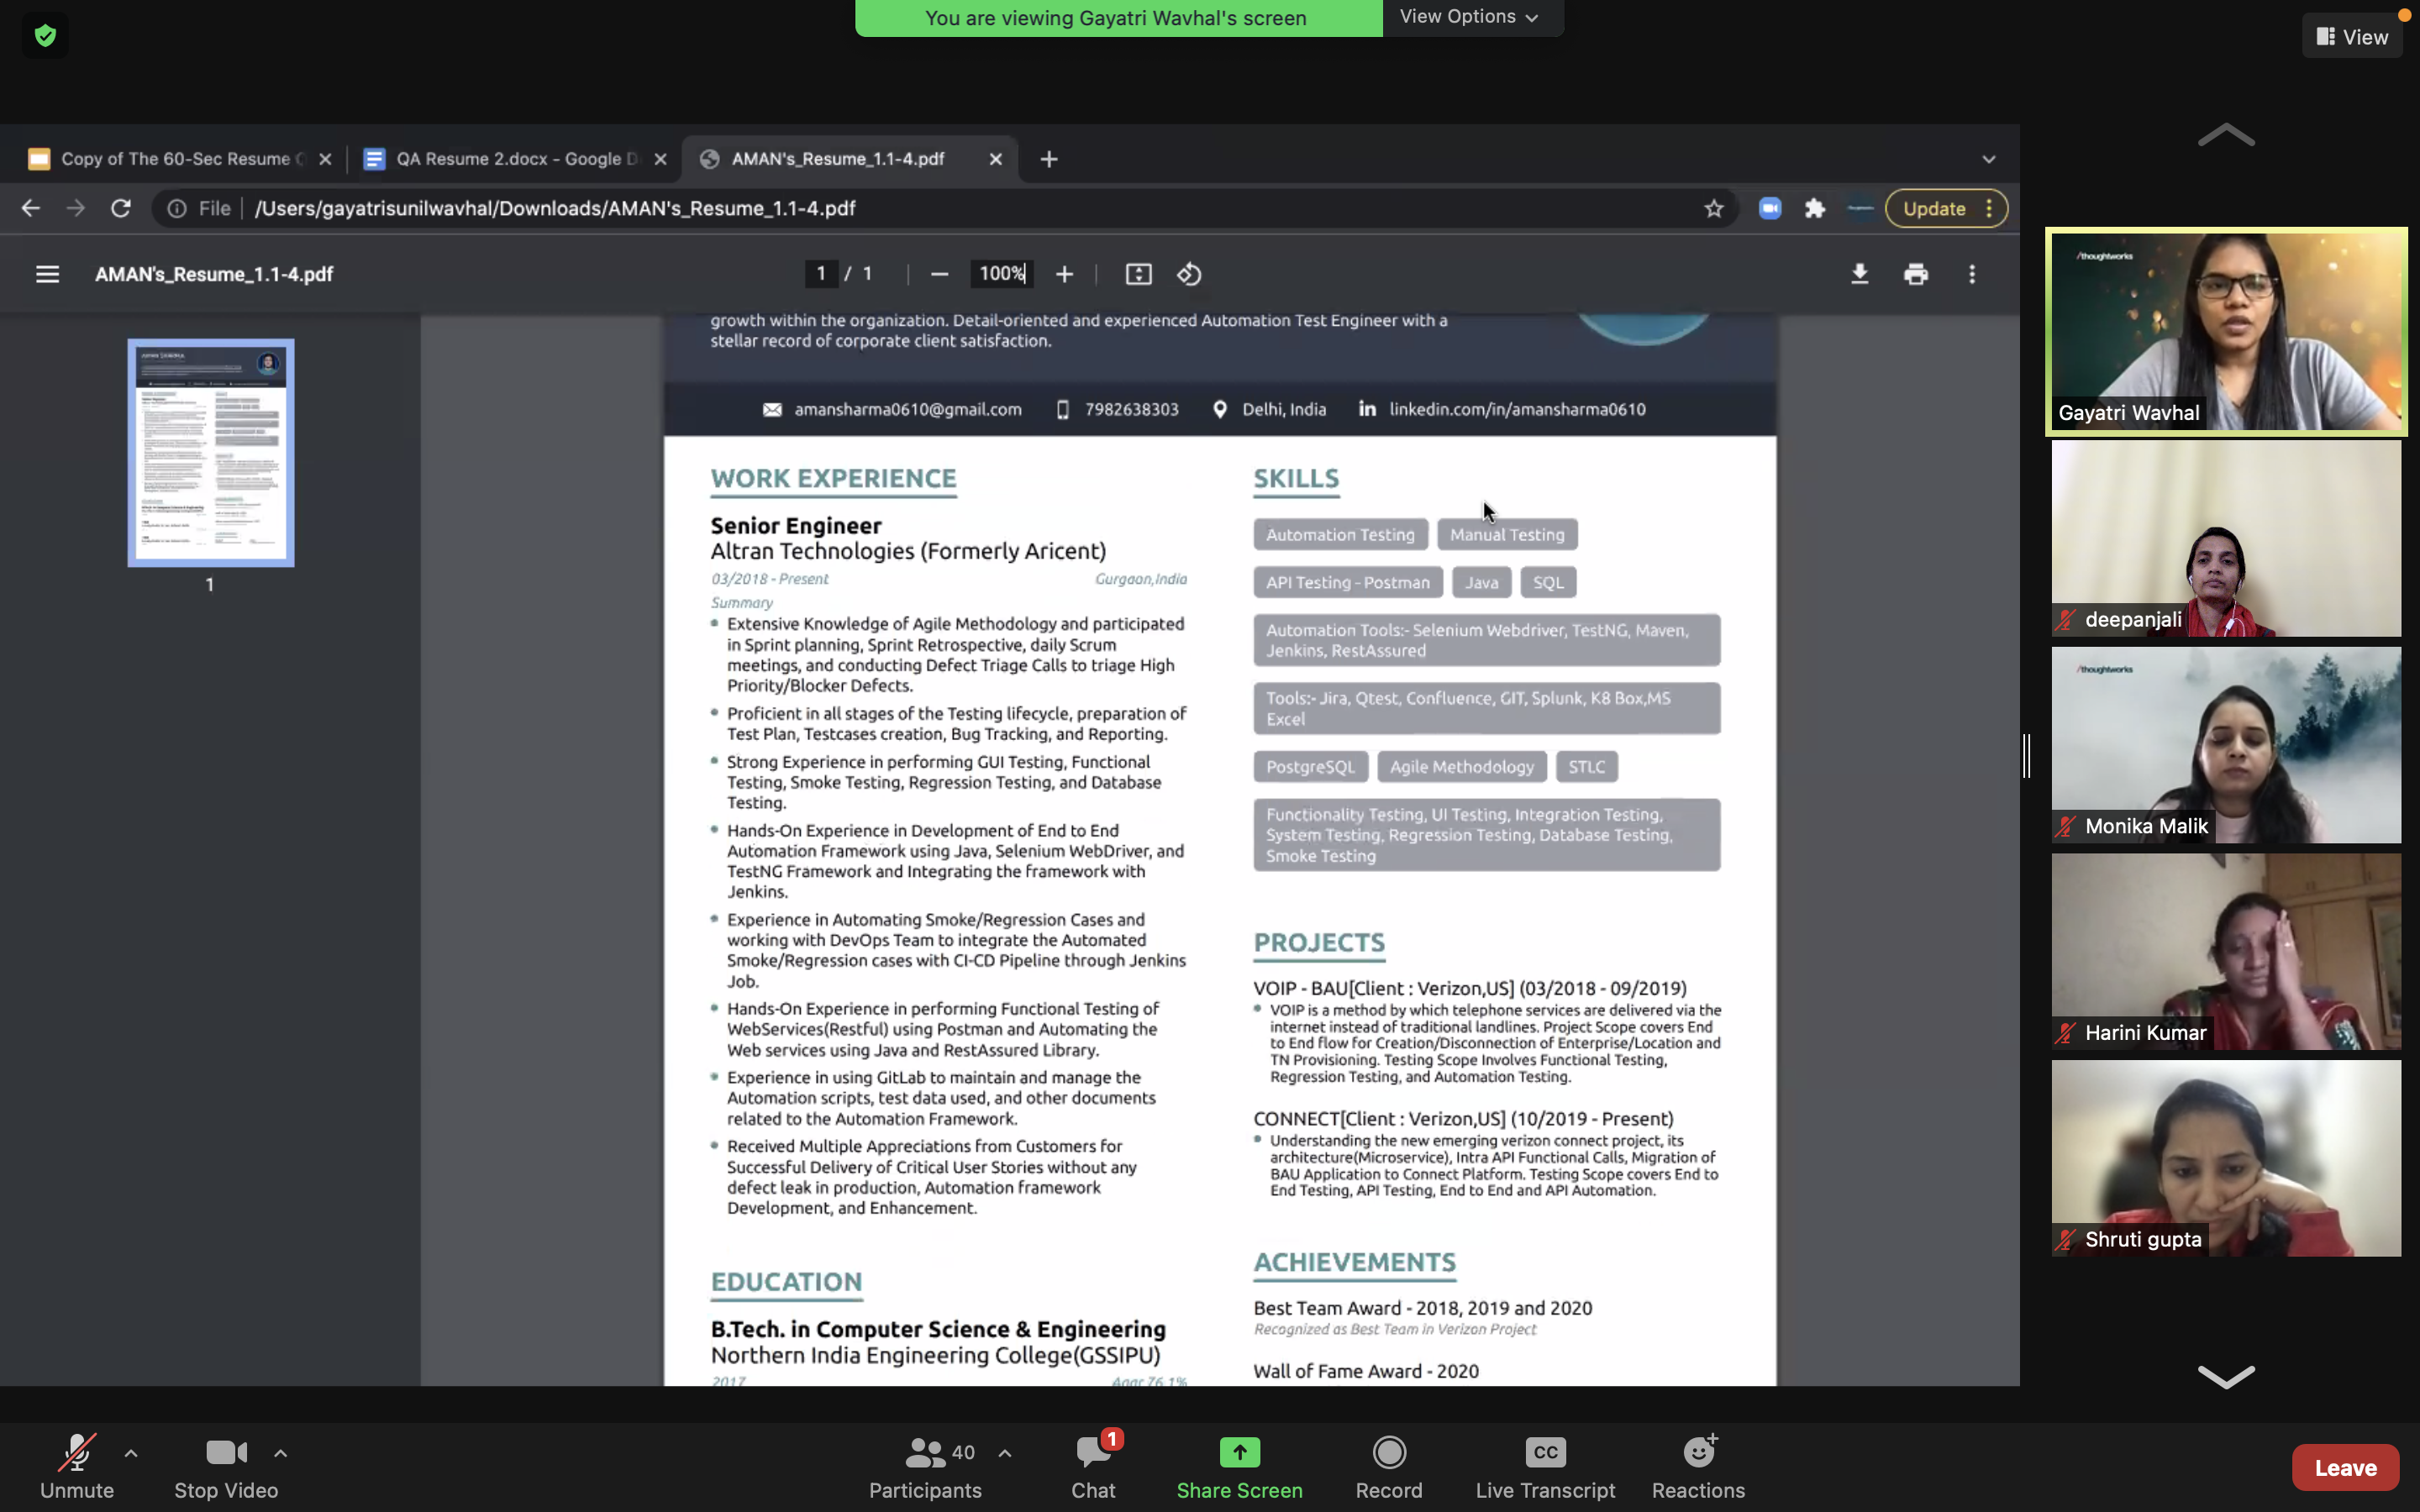 You are viewing Gayatri Wavhal's screen
View Options
View
Copy of The 60-Sec Resume
QA Resume 2.docx - Google D
AMAN's_Resume_1.1-4.pdf
File
/Users/gayatrisunilwavhal/Downloads/AMAN's_Resume_1.1-4.pdf
Update
AMAN's_Resume_1.1-4.pdf
1 / 1
100%
1
growth within the organization. Detail-oriented and experienced Automation Test Engineer with a
stellar record of corporate client satisfaction.
amansharma0610@gmail.com
7982638303
Delhi, India
in linkedin.com/in/amansharma0610
WORK EXPERIENCE
Senior Engineer
Altran Technologies (Formerly Aricent)
03/2018 - Present
Gurgaon,India
Summary
Extensive Knowledge of Agile Methodology and participated
in Sprint planning, Sprint Retrospective, daily Scrum
meetings, and conducting Defect Triage Calls to triage High
Priority/Blocker Defects.
Proficient in all stages of the Testing lifecycle, preparation of
Test Plan, Testcases creation, Bug Tracking, and Reporting.
Strong Experience in performing GUI Testing, Functional
Testing, Smoke Testing, Regression Testing, and Database
Testing.
Hands-On Experience in Development of End to End
Automation Framework using Java, Selenium WebDriver, and
TestNG Framework and Integrating the framework with
Jenkins.
Experience in Automating Smoke/Regression Cases and
working with DevOps Team to integrate the Automated
Smoke/Regression cases with CI-CD Pipeline through Jenkins
Job.
Hands-On Experience in performing Functional Testing of
WebServices(Restful) using Postman and Automating the
Web services using Java and RestAssured Library.
Experience in using GitLab to maintain and manage the
Automation scripts, test data used, and other documents
related to the Automation Framework.
Received Multiple Appreciations from Customers for
Successful Delivery of Critical User Stories without any
defect leak in production, Automation framework
Development, and Enhancement.
EDUCATION
B.Tech. in Computer Science & Engineering
Northern India Engineering College(GSSIPU)
2017
Aggr 76.1%
SKILLS
Automation Testing
Manual Testing
API Testing - Postman
Java
SQL
Automation Tools:- Selenium Webdriver, TestNG, Maven,
Jenkins, RestAssured
Tools:- Jira, Qtest, Confluence, GIT, Splunk, K8 Box,MS
Excel
PostgreSQL
Agile Methodology
STLC
Functionality Testing, UI Testing, Integration Testing,
System Testing, Regression Testing, Database Testing,
Smoke Testing
PROJECTS
VOIP - BAU[Client : Verizon,US] (03/2018 - 09/2019)
VOIP is a method by which telephone services are delivered via the
internet instead of traditional landlines. Project Scope covers End
to End flow for Creation/Disconnection of Enterprise/Location and
TN Provisioning. Testing Scope Involves Functional Testing,
Regression Testing, and Automation Testing.
CONNECT[Client : Verizon,US] (10/2019 - Present)
Understanding the new emerging verizon connect project, its
architecture(Microservice), Intra API Functional Calls, Migration of
BAU Application to Connect Platform. Testing Scope covers End to
End Testing, API Testing, End to End and API Automation.
ACHIEVEMENTS
Best Team Award - 2018, 2019 and 2020
Recognized as Best Team in Verizon Project
Wall of Fame Award - 2020
/thoughtworks
Gayatri Wavhal
deepanjali
/thoughtworks
Monika Malik
Harini Kumar
Shruti gupta
Unmute
Stop Video
40
Participants
1
Chat
Share Screen
Record
CC
Live Transcript
Reactions
Leave